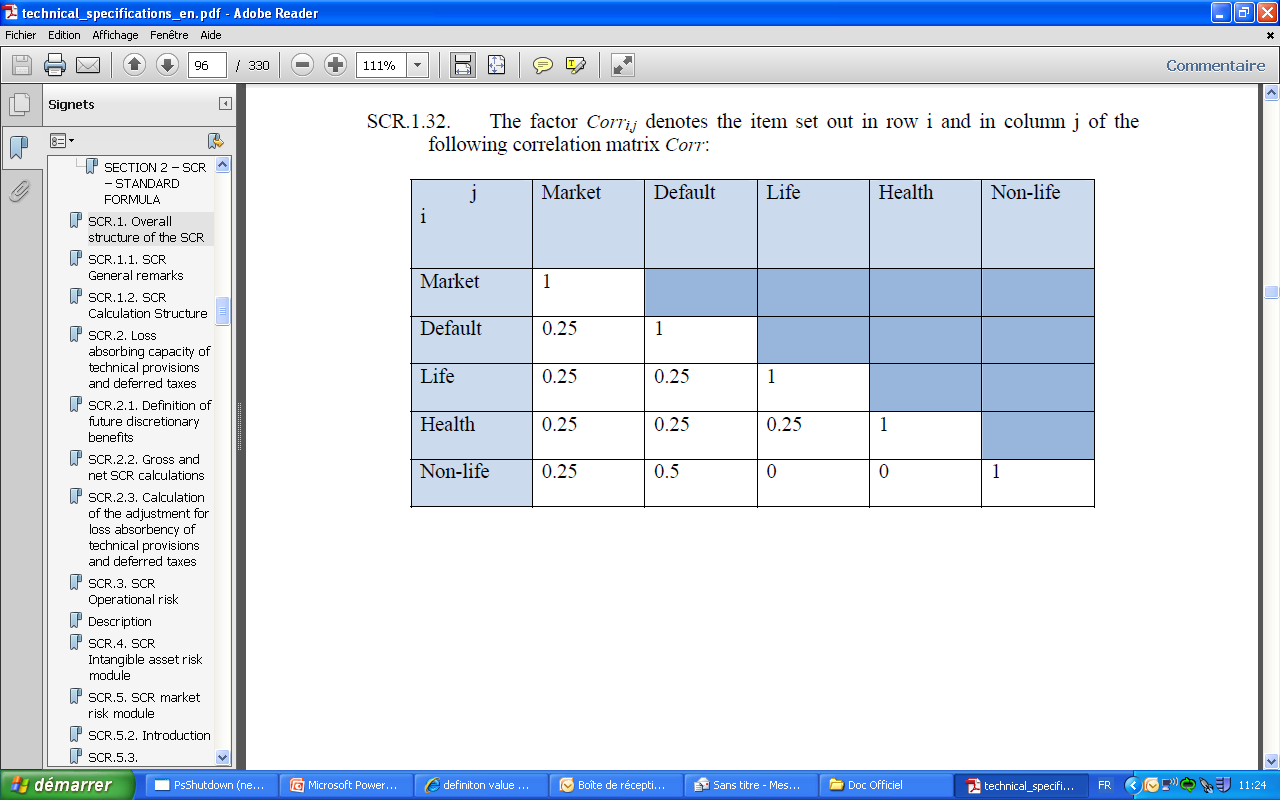 technical_specifications_en.pdf - Adobe Reader
Fichier Edition Affichage Fenêtre Aide
96 / 330 111% Commentaire
Signets
SECTION 2 – SCR
– STANDARD
FORMULA
SCR.1. Overall
structure of the SCR
SCR.1.1. SCR
General remarks
SCR.1.2. SCR
Calculation Structure
SCR.2. Loss
absorbing capacity of
technical provisions
and deferred taxes
SCR.2.1. Definition of
future discretionary
benefits
SCR.2.2. Gross and
net SCR calculations
SCR.2.3. Calculation
of the adjustment for
loss absorbency of
technical provisions
and deferred taxes
SCR.3. SCR
Operational risk
Description
SCR.4. SCR
Intangible asset risk
module
SCR.5. SCR market
risk module
SCR.5.2. Introduction
SCR.5.3.
SCR.1.32. The factor Corri,j denotes the item set out in row i and in column j of the
following correlation matrix Corr:
j Market Default Life Health Non-life
i
Market 1
Default 0.25 1
Life 0.25 0.25 1
Health 0.25 0.25 0.25 1
Non-life 0.25 0.5 0 0 1
démarrer PsShutdown (ne... Microsoft Power... definiton value ... Boîte de récepti... Sans titre - Mes... Doc Officiel technical_specifi... FR 11:24